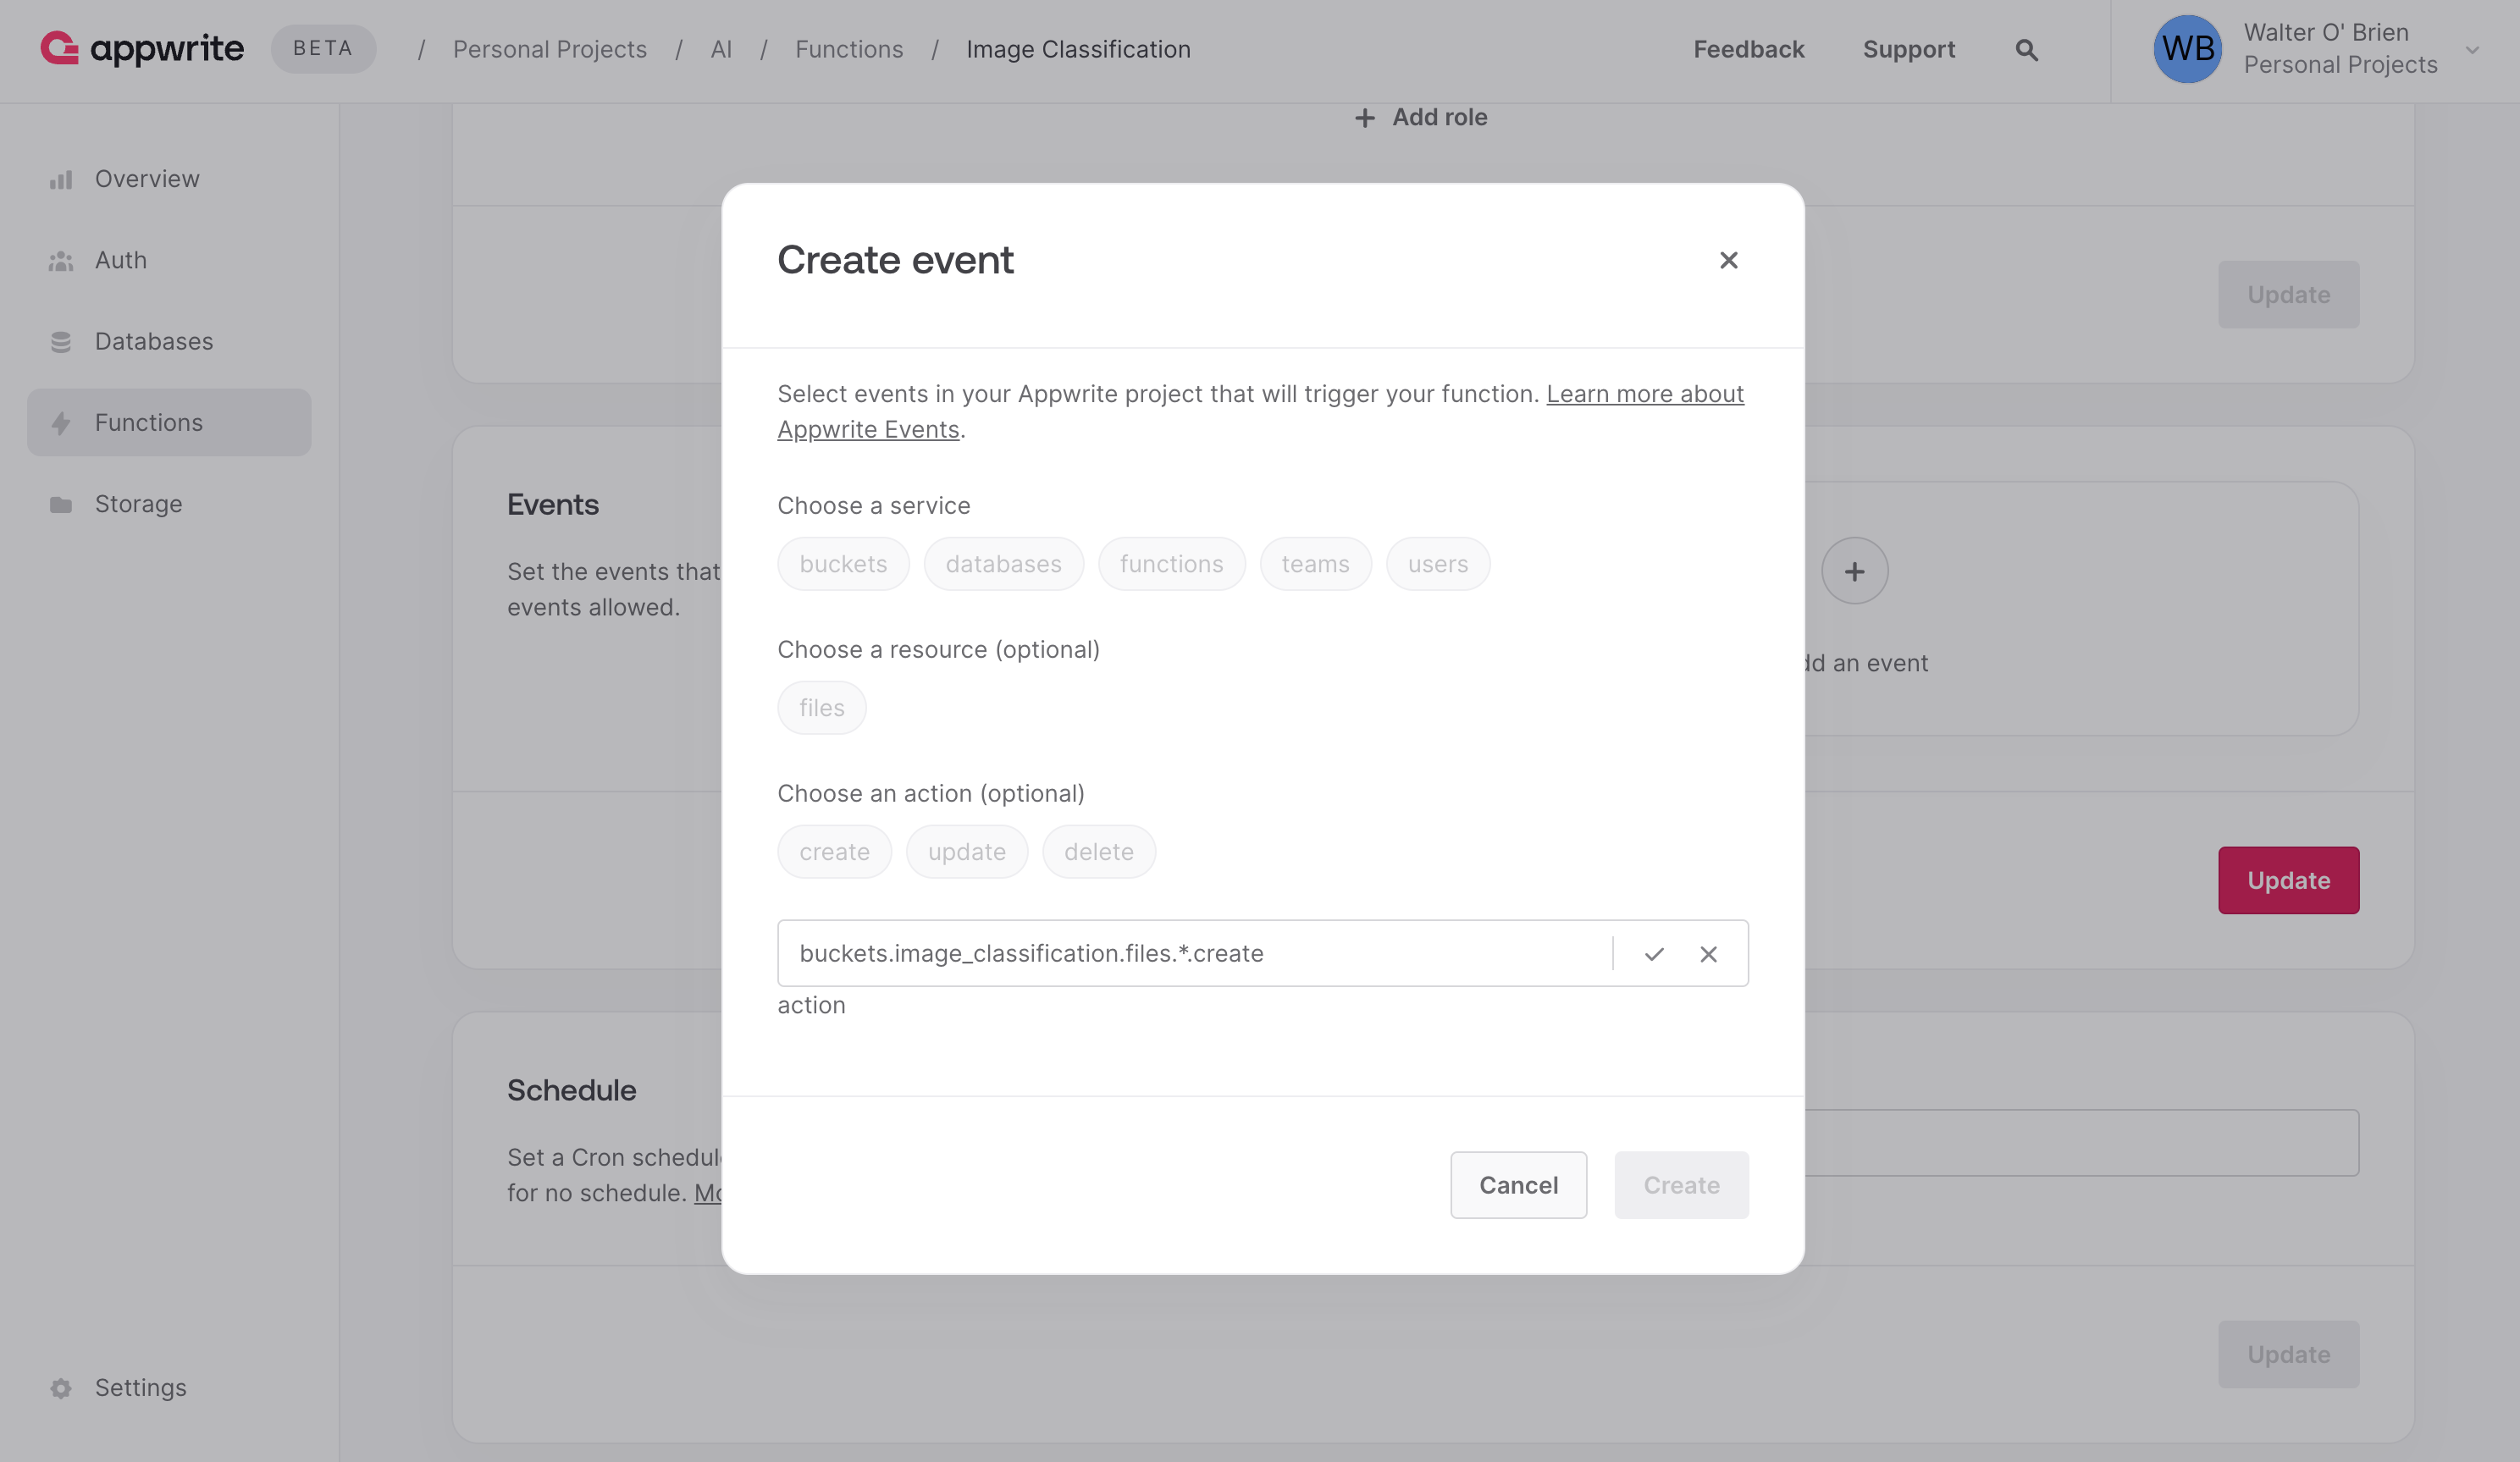 appwrite BETA / Personal Projects / AI / Functions / Image Classification Feedback Support WB Walter O' Brien
Personal Projects
Overview
Auth
Databases
Functions
Storage
Settings
+ Add role
Update
Events
Set the events that
events allowed.
dd an event
Update
Schedule
Set a Cron schedul
for no schedule. Mo
Update
Create event
Select events in your Appwrite project that will trigger your function. Learn more about
Appwrite Events.
Choose a service
buckets databases functions teams users
Choose a resource (optional)
files
Choose an action (optional)
create update delete
buckets.image_classification.files.*.create
action
Cancel Create